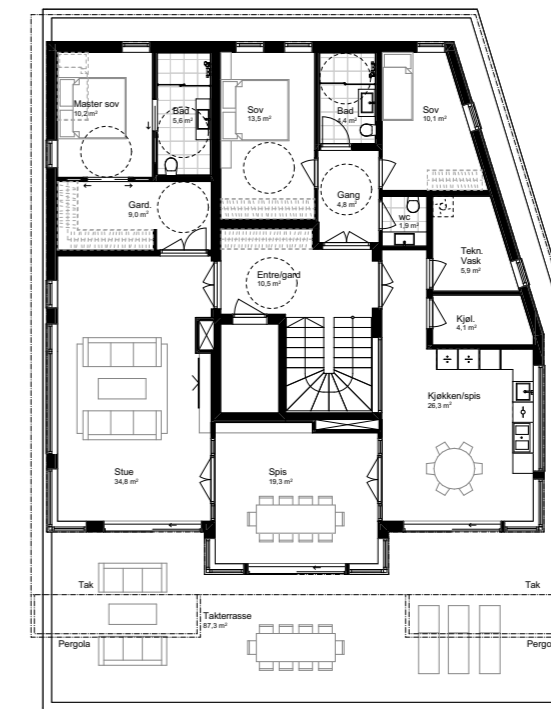 Master sov
10,2 m²
Bad
5,6 m²
Sov
13,5 m²
Bad
4,4 m²
Sov
10,1 m²
Gard.
9,0 m²
Gang
4,8 m²
WC
1,9 m²
Tekn.
Vask
5,9 m²
Entre/gard
10,5 m²
Kjøl.
4,1 m²
Kjøkken/spis
26,3 m²
Stue
34,8 m²
Spis
19,3 m²
Tak
Tak
Takterrasse
87,3 m²
Pergola
Pergo